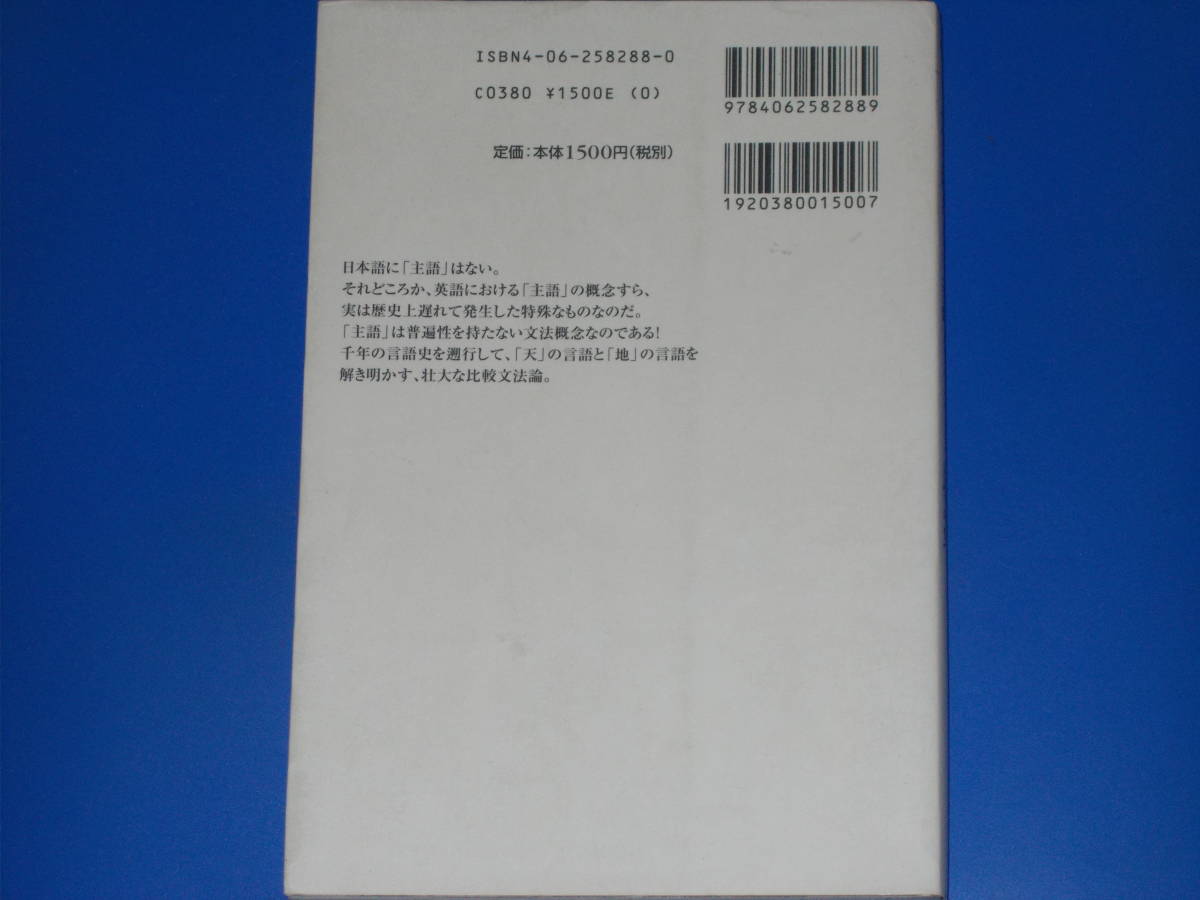 ISBN4-06-258288-0
C0380 ¥1500E (0)
定価:本体1500円(税別)
9784062582889
1920380015007
日本語に「主語」はない。
それどころか、英語における「主語」の概念すら、
実は歴史上遅れて発生した特殊なものなのだ。
「主語」は普遍性を持たない文法概念なのである!
千年の言語史を遡行して、「天」の言語と「地」の言語を
解き明かす、壮大な比較文法論。